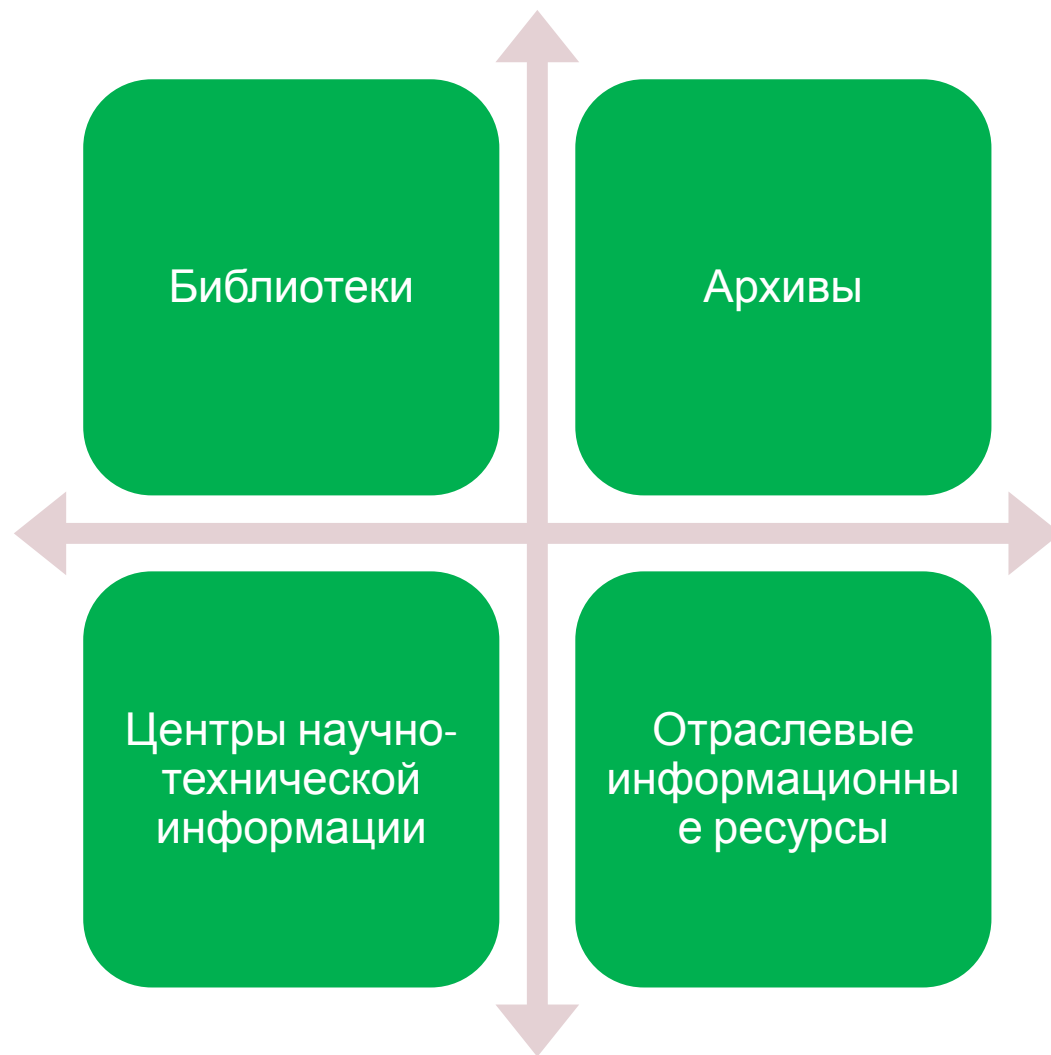 Библиотеки
Архивы
Центры научно-
технической
информации
Отраслевые
информационны
е ресурсы